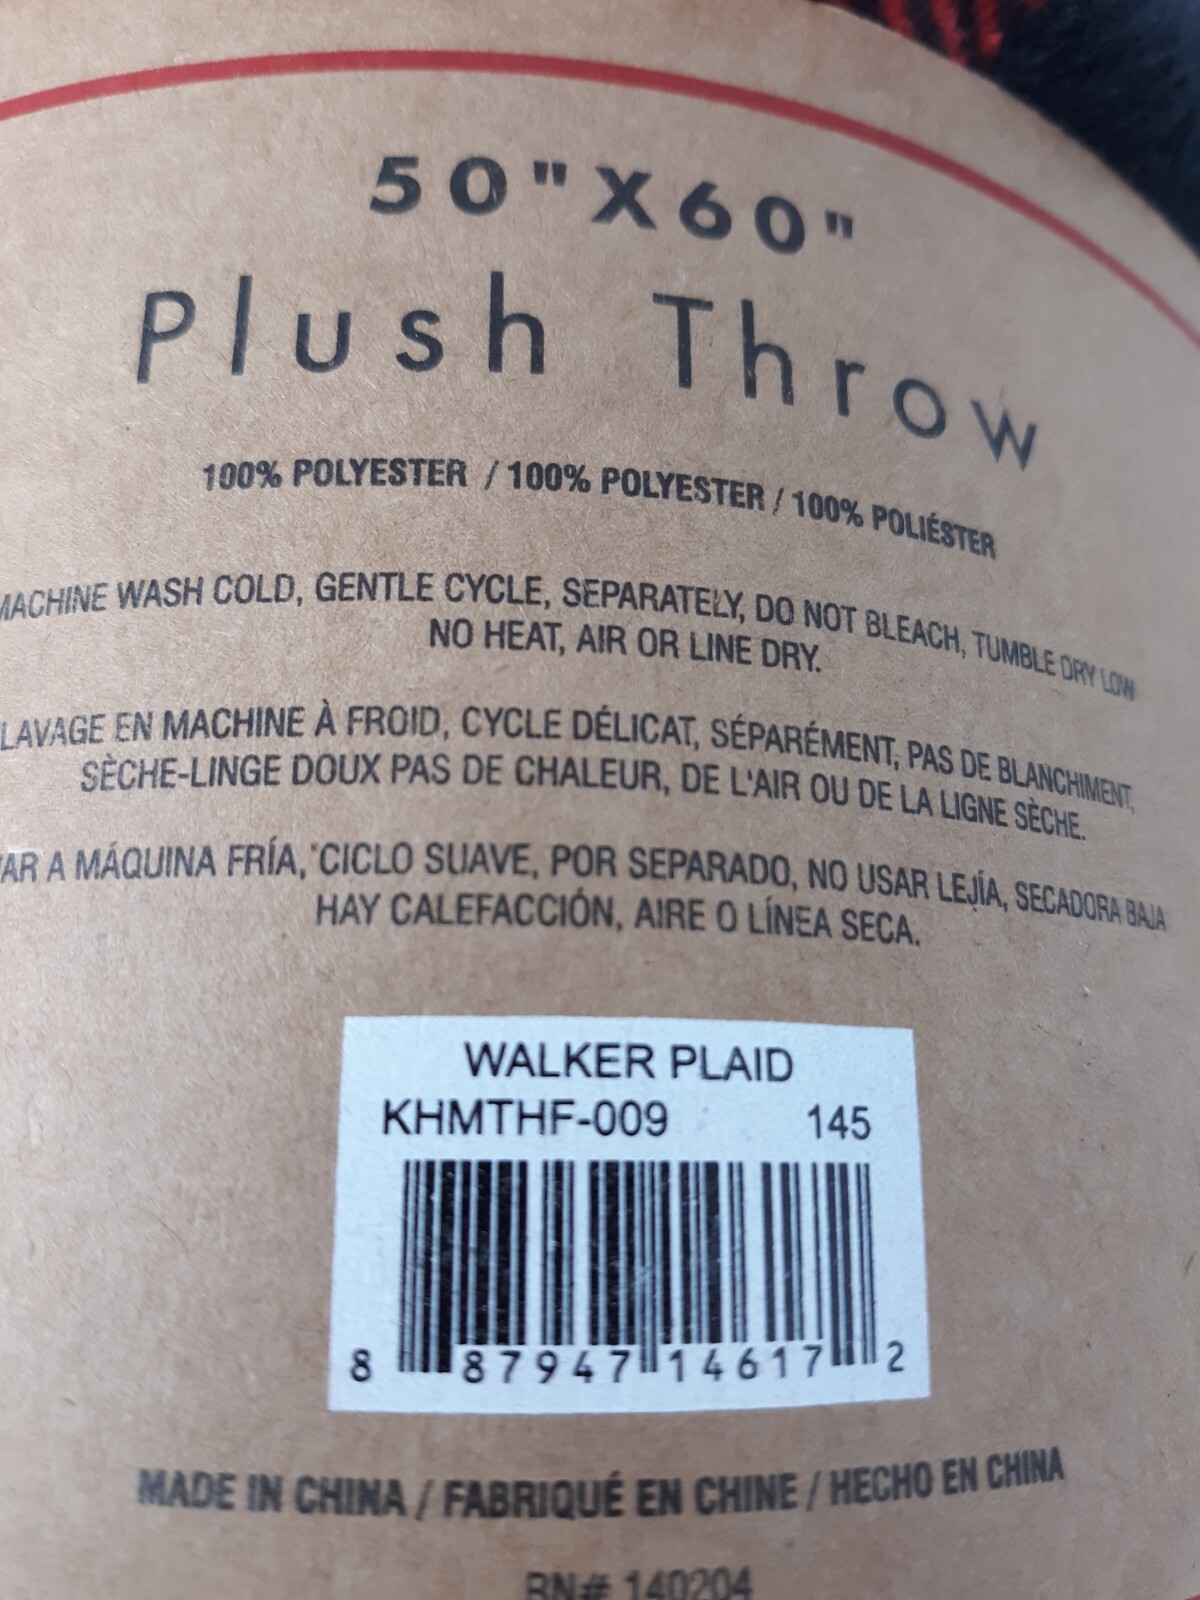 50"X60"
Plush Throw
100% POLYESTER / 100% POLYESTER / 100% POLIÉSTER
MACHINE WASH COLD, GENTLE CYCLE, SEPARATELY, DO NOT BLEACH, TUMBLE DRY LOW
NO HEAT, AIR OR LINE DRY.
LAVAGE EN MACHINE À FROID, CYCLE DÉLICAT, SÉPARÉMENT, PAS DE BLANCHIMENT,
SÈCHE-LINGE DOUX PAS DE CHALEUR, DE L'AIR OU DE LA LIGNE SÈCHE.
AR A MÁQUINA FRÍA, CICLO SUAVE, POR SEPARADO, NO USAR LEJÍA, SECADORA BAJA
HAY CALEFACCIÓN, AIRE O LÍNEA SECA.
WALKER PLAID
KHMTHF-009 145
8 87947 14617 2
MADE IN CHINA / FABRIQUÉ EN CHINE / HECHO EN CHINA
RN# 140204